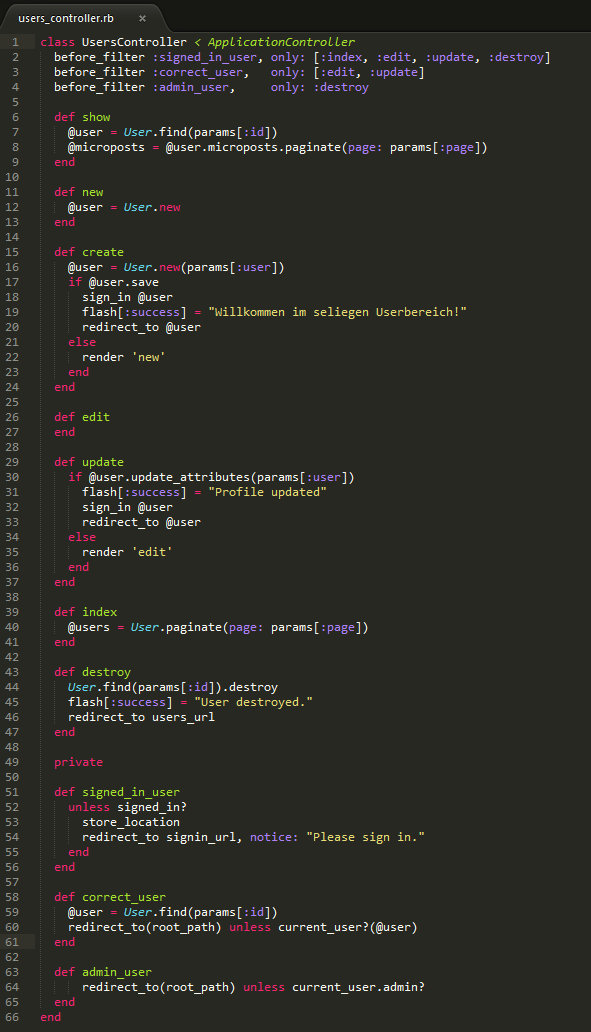 users_controller.rb ×
1 class UsersController < ApplicationController
2   before_filter :signed_in_user, only: [:index, :edit, :update, :destroy]
3   before_filter :correct_user,   only: [:edit, :update]
4   before_filter :admin_user,     only: :destroy
5
6   def show
7     @user = User.find(params[:id])
8     @microposts = @user.microposts.paginate(page: params[:page])
9   end
10
11   def new
12     @user = User.new
13   end
14
15   def create
16     @user = User.new(params[:user])
17     if @user.save
18       sign_in @user
19       flash[:success] = "Willkommen im seliegen Userbereich!"
20       redirect_to @user
21     else
22       render 'new'
23     end
24   end
25
26   def edit
27   end
28
29   def update
30     if @user.update_attributes(params[:user])
31       flash[:success] = "Profile updated"
32       sign_in @user
33       redirect_to @user
34     else
35       render 'edit'
36     end
37   end
38
39   def index
40     @users = User.paginate(page: params[:page])
41   end
42
43   def destroy
44     User.find(params[:id]).destroy
45     flash[:success] = "User destroyed."
46     redirect_to users_url
47   end
48
49   private
50
51   def signed_in_user
52     unless signed_in?
53       store_location
54       redirect_to signin_url, notice: "Please sign in."
55     end
56   end
57
58   def correct_user
59     @user = User.find(params[:id])
60     redirect_to(root_path) unless current_user?(@user)
61   end
62
63   def admin_user
64       redirect_to(root_path) unless current_user.admin?
65   end
66 end